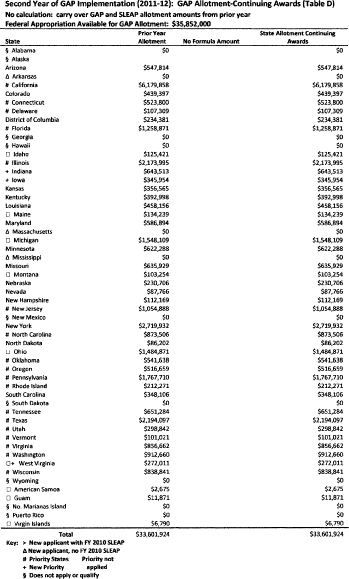 Second Year of GAP Implementation (2011-12): GAP Allotment-Continuing Awards (Table D)
No calculation: carry over GAP and SLEAP allotment amounts from prior year
Federal Appropriation Available for GAP Allotment: $35,852,000
Prior Year State Allotment Continuing
State Allotment No Formula Amount Awards
§ Alabama $0 $0
§ Alaska
Arizona $547,814 $547,814
Δ Arkansas $0 $0
# California $6,179,858 $6,179,858
Colorado $439,397 $439,397
# Connecticut $523,800 $523,800
# Delaware $107,309 $107,309
District of Columbia $234,381 $234,381
# Florida $1,258,871 $1,258,871
§ Georgia $0 $0
§ Hawaii $0 $0
□ Idaho $125,421 $125,421
# Illinois $2,173,995 $2,173,995
+ Indiana $643,513 $643,513
+ Iowa $345,954 $345,954
Kansas $356,565 $356,565
Kentucky $392,998 $392,998
Louisiana $458,156 $458,156
□ Maine $134,239 $134,239
Maryland $586,894 $586,894
Δ Massachusetts $0 $0
□ Michigan $1,548,109 $1,548,109
Minnesota $622,288 $622,288
Δ Mississippi $0 $0
Missouri $635,929 $635,929
□ Montana $103,254 $103,254
Nebraska $230,706 $230,706
Nevada $87,766 $87,766
New Hampshire $112,169 $112,169
# New Jersey $1,054,888 $1,054,888
§ New Mexico $0 $0
New York $2,719,932 $2,719,932
# North Carolina $873,506 $873,506
North Dakota $86,202 $86,202
□ Ohio $1,484,871 $1,484,871
# Oklahoma $541,638 $541,638
# Oregon $516,659 $516,659
# Pennsylvania $1,767,710 $1,767,710
# Rhode Island $212,271 $212,271
South Carolina $348,106 $348,106
§ South Dakota $0 $0
# Tennessee $651,284 $651,284
# Texas $2,194,097 $2,194,097
# Utah $298,842 $298,842
# Vermont $101,021 $101,021
# Virginia $856,662 $856,662
# Washington $912,660 $912,660
□+ West Virginia $272,011 $272,011
# Wisconsin $838,841 $838,841
§ Wyoming $0 $0
□ American Samoa $2,675 $2,675
□ Guam $11,871 $11,871
§ No. Marianas Island $0 $0
§ Puerto Rico $0 $0
□ Virgin Islands $6,790 $6,790
Total $33,601,924 $33,601,924
Key: > New applicant with FY 2010 SLEAP
Δ New applicant, no FY 2010 SLEAP
# Priority States Priority not
+ New Priority applied
§ Does not apply or qualify